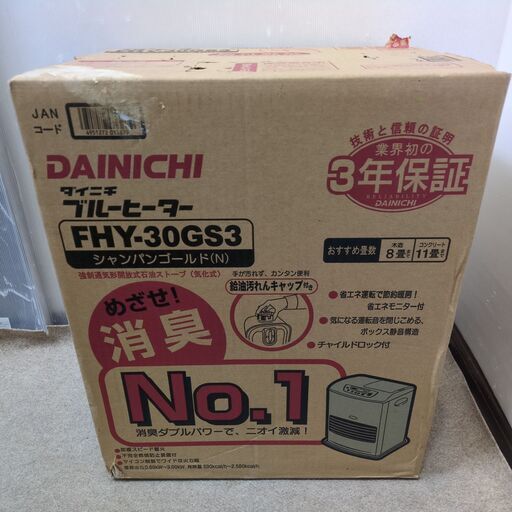 JAN
コード
DAINICHI
ダイニチ
ブルーヒーター
FHY-30GS3
シャンパンゴールド(N)
強制通気形開放式石油ストーブ(気化式)
技術と信頼の証明
業界初の
3年保証
RELIABILITY
DAINICHI
おすすめ畳数
木造
8畳まで
コンクリート
11畳まで
手が汚れず、カンタン便利
給油汚れんキャップ付き
めざせ!
消臭
No.1
消臭ダブルパワーで、ニオイ激減!
●省エネ運転で節約暖房!
省エネモニター付
●気になる運転音を閉じこめる、
ボックス静音構造
●チャイルドロック付